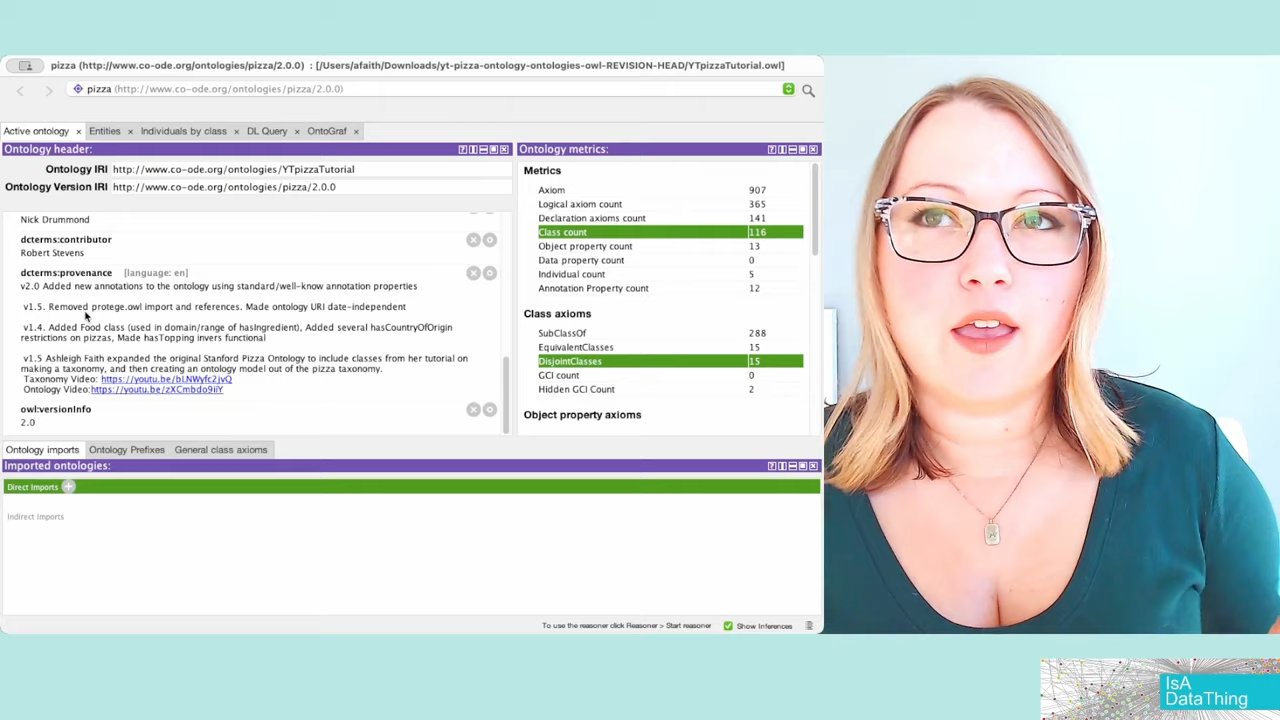 pizza (http://www.co-ode.org/ontologies/pizza/2.0.0) : [/Users/afaith/Downloads/yt-pizza-ontology-ontologies-owl-REVISION-HEAD/YTpizzaTutorial.owl]
pizza (http://www.co-ode.org/ontologies/pizza/2.0.0)
Active ontology × Entities × Individuals by class × DL Query × OntoGraf ×
Ontology header:
Ontology IRI http://www.co-ode.org/ontologies/YTpizzaTutorial
Ontology Version IRI http://www.co-ode.org/ontologies/pizza/2.0.0
Nick Drummond
dcterms:contributor
Robert Stevens
dcterms:provenance [language: en]
v2.0 Added new annotations to the ontology using standard/well-know annotation properties
v1.5. Removed protege.owl import and references. Made ontology URI date-independent
v1.4. Added Food class (used in domain/range of hasIngredient), Added several hasCountryOfOrigin
restrictions on pizzas, Made hasTopping invers functional
v1.5 Ashleigh Faith expanded the original Stanford Pizza Ontology to include classes from her tutorial on
making a taxonomy, and then creating an ontology model out of the pizza taxonomy.
Taxonomy Video: https://youtu.be/bLNWyfc2jvQ
Ontology Video:https://youtu.be/zXCmbdo9iiY
owl:versionInfo
2.0
Ontology metrics:
Metrics
Axiom 907
Logical axiom count 365
Declaration axioms count 141
Class count 116
Object property count 13
Data property count 0
Individual count 5
Annotation Property count 12
Class axioms
SubClassOf 288
EquivalentClasses 15
DisjointClasses 15
GCI count 0
Hidden GCI Count 2
Object property axioms
Ontology imports Ontology Prefixes General class axioms
Imported ontologies:
Direct Imports
Indirect Imports
To use the reasoner click Reasoner > Start reasoner Show Inferences
IsA
DataThing